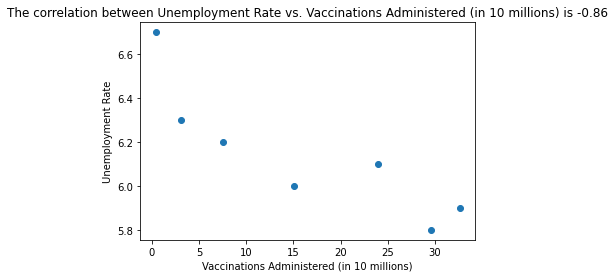 The correlation between Unemployment Rate vs. Vaccinations Administered (in 10 millions) is -0.86
6.6
6.4
6.2
6.0
5.8
Unemployment Rate
0 5 10 15 20 25 30
Vaccinations Administered (in 10 millions)